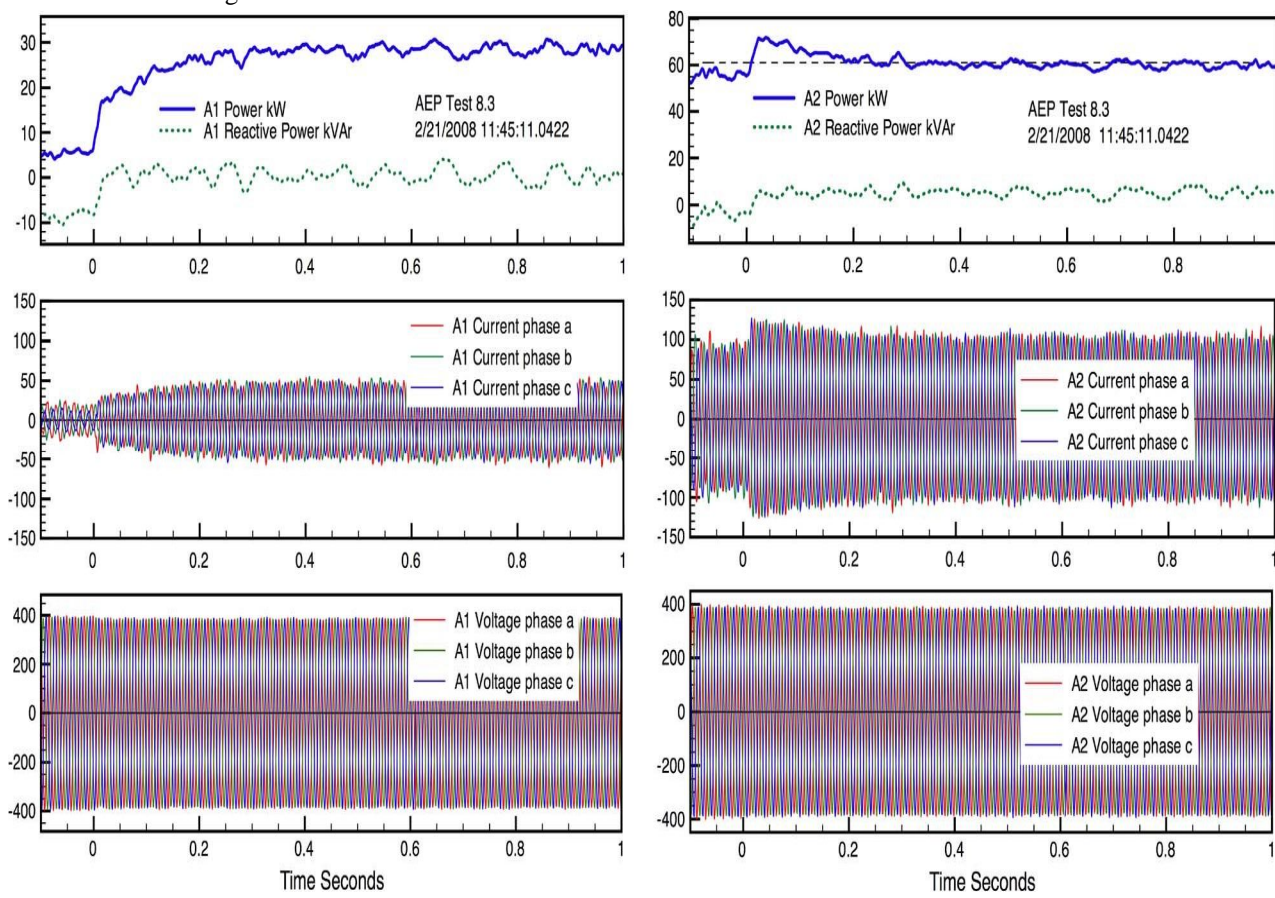 30
20
10
0
-10
A1 Power kW
A1 Reactive Power kVAr
AEP Test 8.3
2/21/2008 11:45:11.0422
0 0.2 0.4 0.6 0.8 1
80
60
40
20
0
A2 Power kW
A2 Reactive Power kVAr
AEP Test 8.3
2/21/2008 11:45:11.0422
0 0.2 0.4 0.6 0.8
150
100
50
0
-50
-100
-150
A1 Current phase a
A1 Current phase b
A1 Current phase c
0 0.2 0.4 0.6 0.8 1
150
100
50
0
-50
-100
-150
A2 Current phase a
A2 Current phase b
A2 Current phase c
0 0.2 0.4 0.6 0.8 1
400
200
0
-200
-400
A1 Voltage phase a
A1 Voltage phase b
A1 Voltage phase c
0 0.2 0.4 0.6 0.8 1
Time Seconds
400
200
0
-200
-400
A2 Voltage phase a
A2 Voltage phase b
A2 Voltage phase c
0 0.2 0.4 0.6 0.8 1
Time Seconds